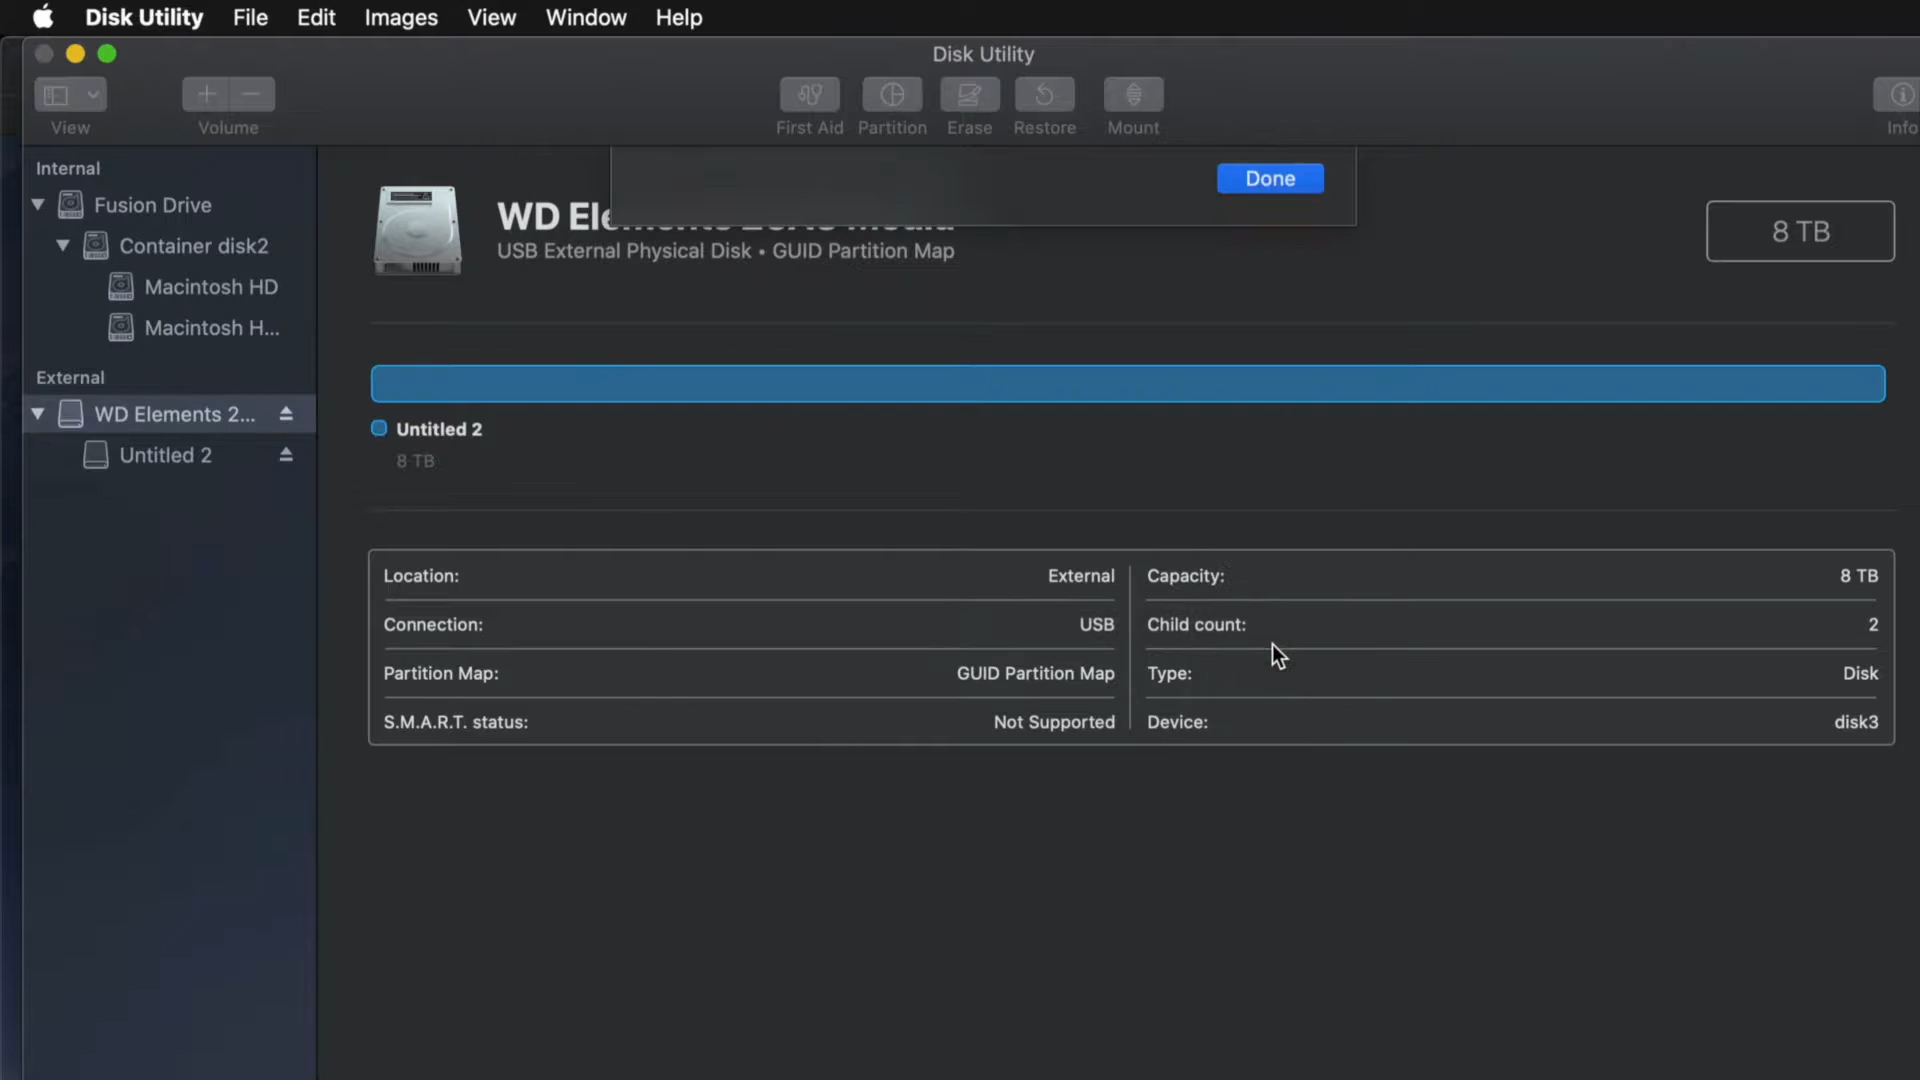 Disk Utility File Edit Images View Window Help
Disk Utility
View Volume First Aid Partition Erase Restore Mount Info
Internal
Fusion Drive
Container disk2
Macintosh HD
Macintosh H...
External
WD Elements 2...
Untitled 2
Done
WD
USB External Physical Disk • GUID Partition Map
8 TB
Untitled 2
8 TB
Location: External
Connection: USB
Partition Map: GUID Partition Map
S.M.A.R.T. status: Not Supported
Capacity: 8 TB
Child count: 2
Type: Disk
Device: disk3